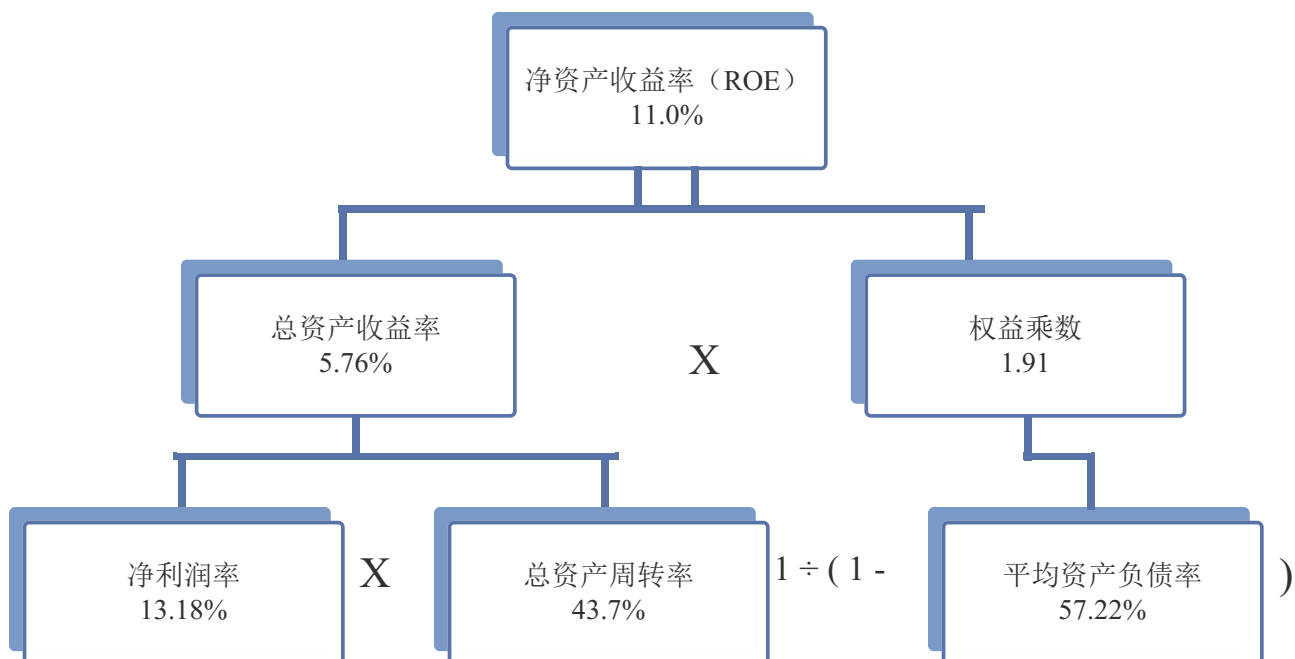 净资产收益率（ROE）
11.0%
总资产收益率
5.76%
X
权益乘数
1.91
净利润率
13.18%
X
总资产周转率
43.7%
1 ÷ ( 1 -
平均资产负债率
57.22%
)